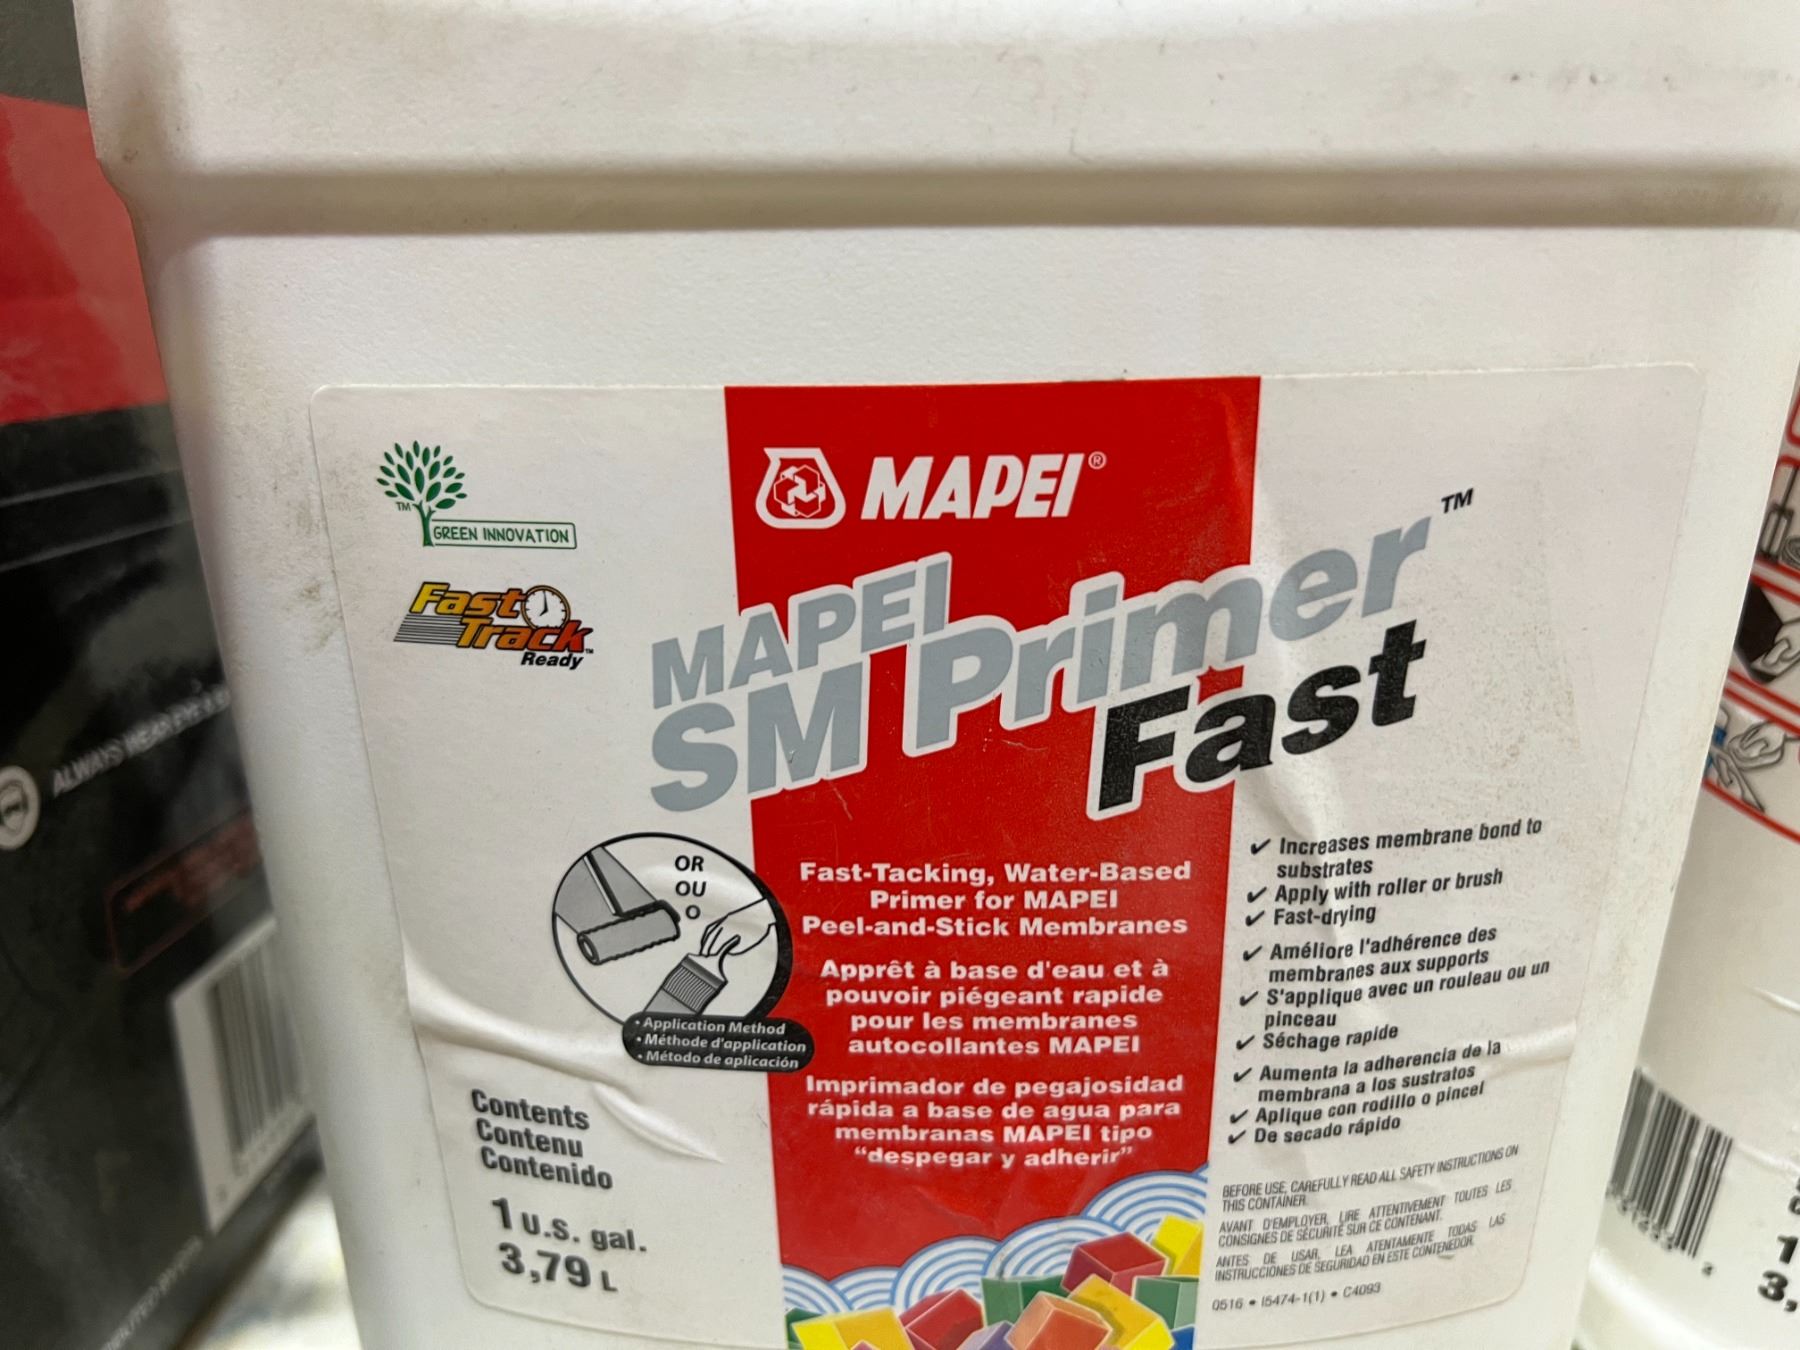 TM
GREEN INNOVATION
Fast
Track™
Ready
MAPEI®
MAPEI
SM Primer™
Fast
OR
OU
O
• Application Method
• Méthode d'application
• Método de aplicación
Fast-Tacking, Water-Based
Primer for MAPEI
Peel-and-Stick Membranes
Apprêt à base d'eau et à
pouvoir piégeant rapide
pour les membranes
autocollantes MAPEI
Imprimador de pegajosidad
rápida a base de agua para
membranas MAPEI tipo
"despegar y adherir"
✔ Increases membrane bond to
substrates
✔ Apply with roller or brush
✔ Fast-drying
✔ Améliore l'adhérence des
membranes aux supports
✔ S'applique avec un rouleau ou un
pinceau
✔ Séchage rapide
✔ Aumenta la adherencia de la
membrana a los sustratos
✔ Aplique con rodillo o pincel
✔ De secado rápido
Contents
Contenu
Contenido
1 U.S. gal.
3,79 L
BEFORE USE, CAREFULLY READ ALL SAFETY INSTRUCTIONS ON
THIS CONTAINER.
AVANT D'EMPLOYER, LIRE ATTENTIVEMENT TOUTES LES
CONSIGNES DE SÉCURITÉ SUR CE CONTENANT.
ANTES DE USAR, LEA ATENTAMENTE TODAS LAS
INSTRUCCIONES DE SEGURIDAD EN ESTE CONTENEDOR.
0516 • I5474-1(1) • C4093
ALWAYS
1
3,